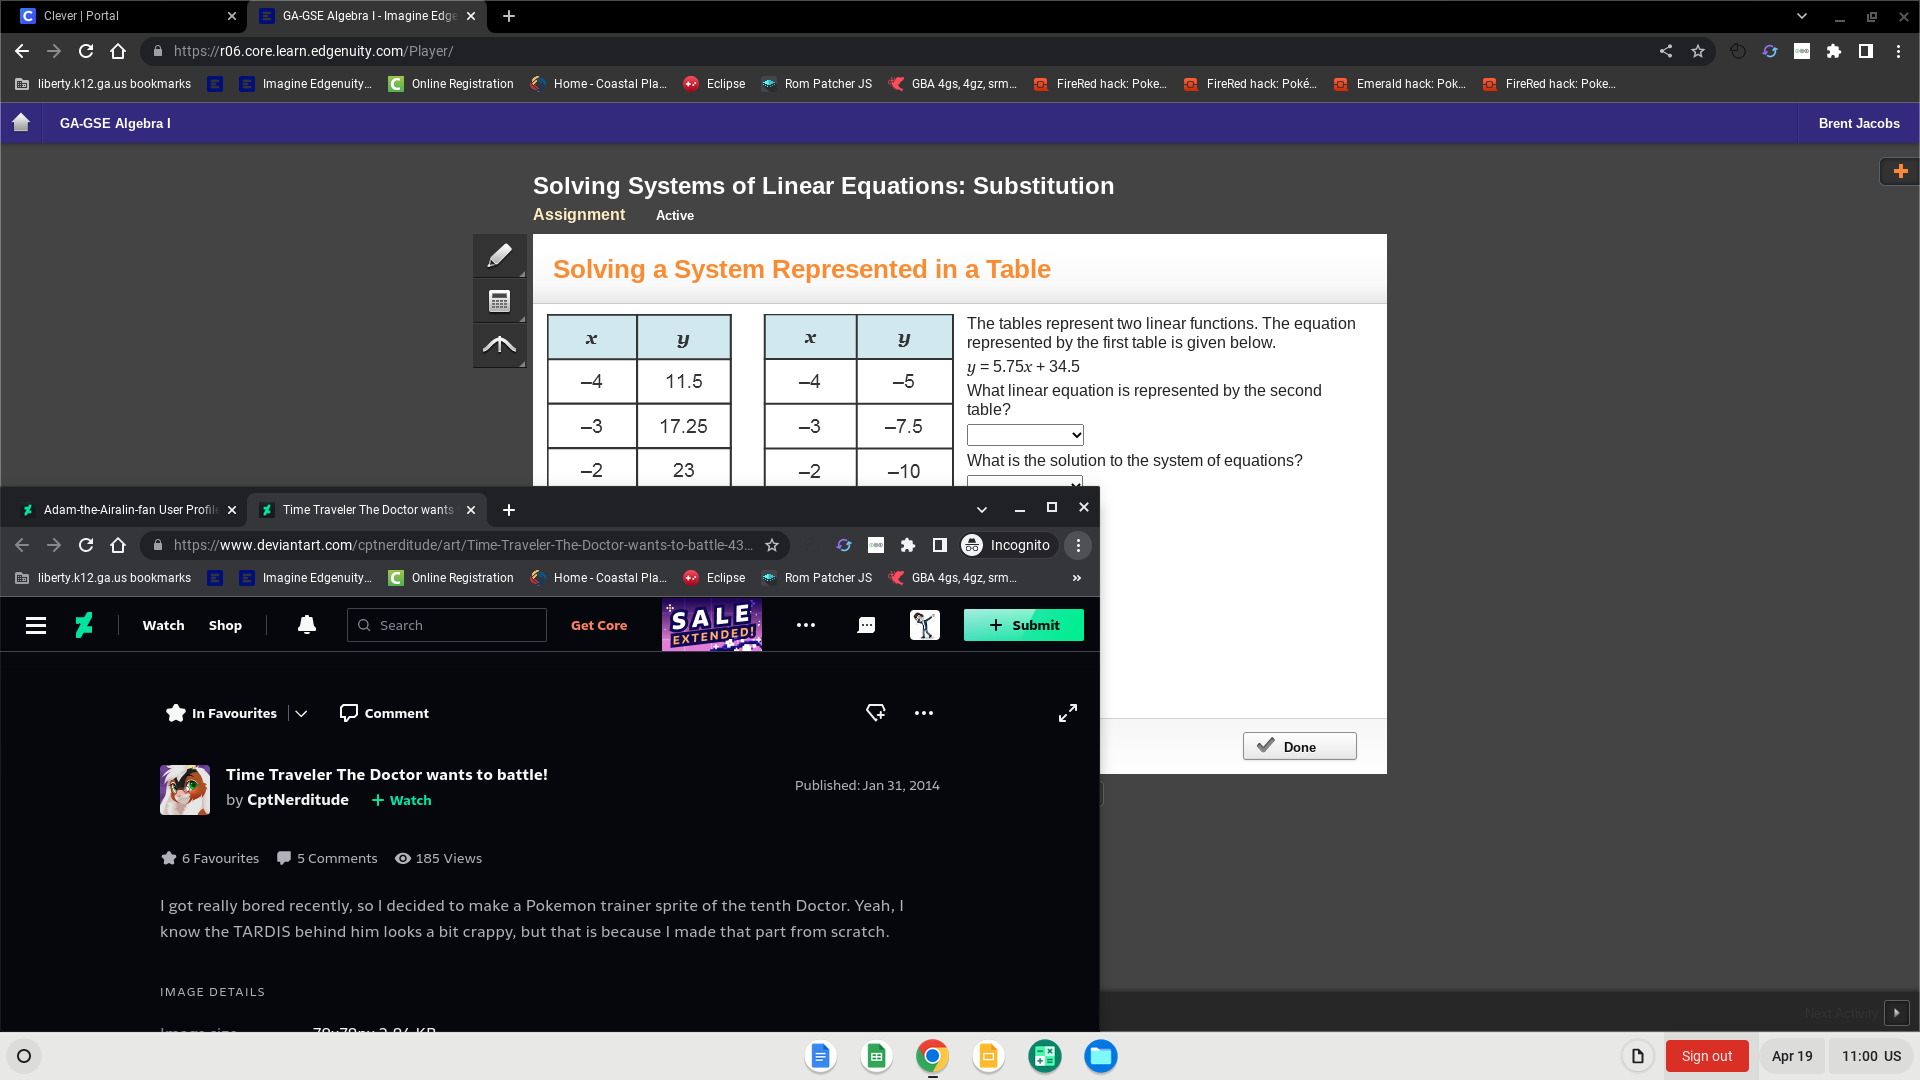 Clever | Portal
GA-GSE Algebra I - Imagine Edge
https://r06.core.learn.edgenuity.com/Player/
liberty.k12.ga.us bookmarks
Imagine Edgenuity...
Online Registration
Home - Coastal Pla...
Eclipse
Rom Patcher JS
GBA 4gs, 4gz, srm...
FireRed hack: Poke...
FireRed hack: Poké...
Emerald hack: Pok...
FireRed hack: Poke...
GA-GSE Algebra I
Brent Jacobs
Solving Systems of Linear Equations: Substitution
Assignment Active
Solving a System Represented in a Table
x y
–4 11.5
–3 17.25
–2 23
x y
–4 –5
–3 –7.5
–2 –10
The tables represent two linear functions. The equation
represented by the first table is given below.
y = 5.75x + 34.5
What linear equation is represented by the second
table?
What is the solution to the system of equations?
Done
Next Activity
Adam-the-Airalin-fan User Profile
Time Traveler The Doctor wants
https://www.deviantart.com/cptnerditude/art/Time-Traveler-The-Doctor-wants-to-battle-43...
Incognito
liberty.k12.ga.us bookmarks
Imagine Edgenuity...
Online Registration
Home - Coastal Pla...
Eclipse
Rom Patcher JS
GBA 4gs, 4gz, srm...
»
Watch Shop
Search
Get Core
SALE
EXTENDED!
Submit
In Favourites
Comment
Time Traveler The Doctor wants to battle!
by CptNerditude + Watch
Published: Jan 31, 2014
6 Favourites 5 Comments 185 Views
I got really bored recently, so I decided to make a Pokemon trainer sprite of the tenth Doctor. Yeah, I
know the TARDIS behind him looks a bit crappy, but that is because I made that part from scratch.
IMAGE DETAILS
Sign out
Apr 19
11:00 US